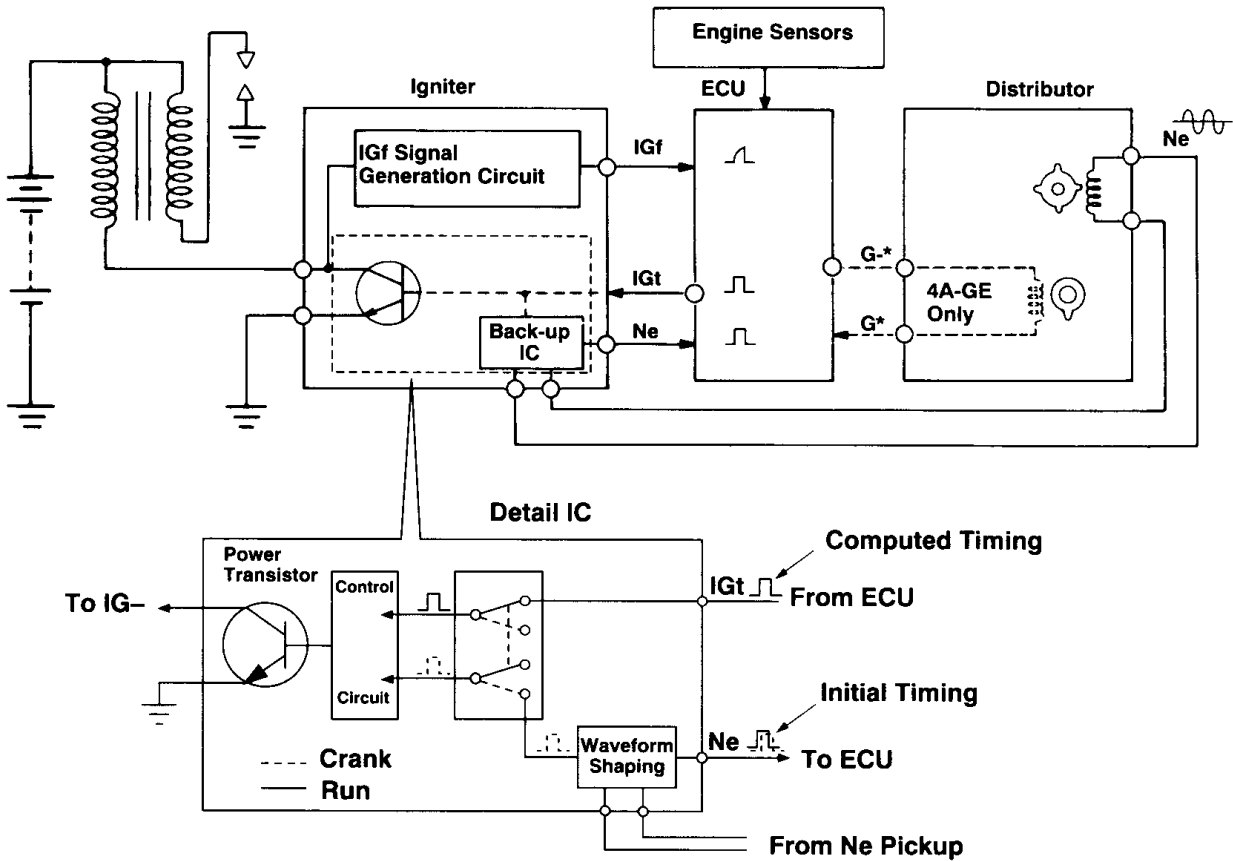 Engine Sensors
Igniter
ECU
Distributor
Ne
IGf Signal
Generation Circuit
IGf
IGt
G-*
4A-GE
Only
G*
Back-up
IC
Ne
Detail IC
Power
Transistor
Computed Timing
To IG–
Control
IGt
From ECU
Circuit
Initial Timing
Waveform
Shaping
Ne
To ECU
Crank
Run
From Ne Pickup